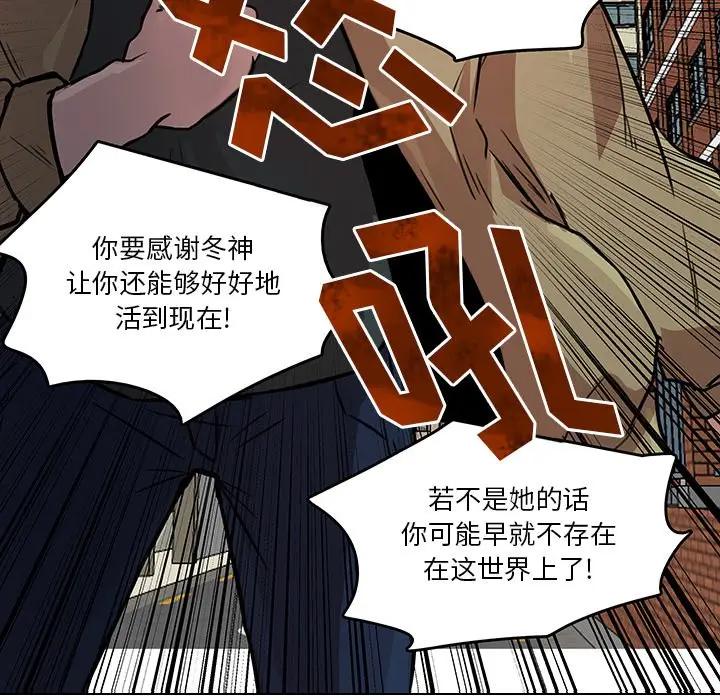 怒
吼
你要感谢冬神
让你还能够好好地
活到现在!
若不是她的话
你可能早就不存在
在这世界上了!